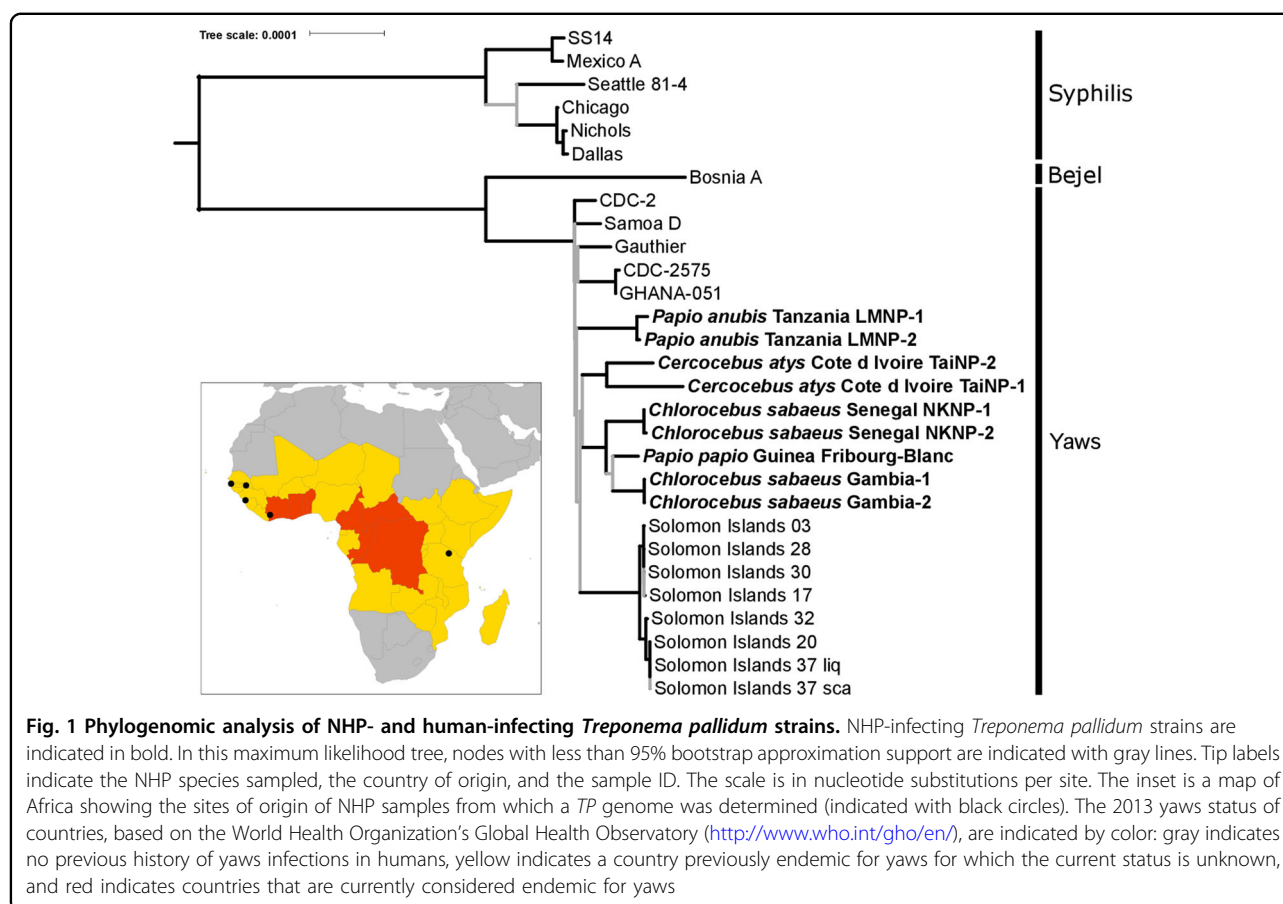 Tree scale: 0.0001
SS14
Mexico A
Seattle 81-4
Chicago
Nichols
Dallas
Syphilis
Bosnia A
Bejel
CDC-2
Samoa D
Gauthier
CDC-2575
GHANA-051
Papio anubis Tanzania LMNP-1
Papio anubis Tanzania LMNP-2
Cercocebus atys Cote d Ivoire TaiNP-2
Cercocebus atys Cote d Ivoire TaiNP-1
Chlorocebus sabaeus Senegal NKNP-1
Chlorocebus sabaeus Senegal NKNP-2
Papio papio Guinea Fribourg-Blanc
Chlorocebus sabaeus Gambia-1
Chlorocebus sabaeus Gambia-2
Solomon Islands 03
Solomon Islands 28
Solomon Islands 30
Solomon Islands 17
Solomon Islands 32
Solomon Islands 20
Solomon Islands 37 liq
Solomon Islands 37 sca
Yaws
Fig. 1 Phylogenomic analysis of NHP- and human-infecting Treponema pallidum strains. NHP-infecting Treponema pallidum strains are
indicated in bold. In this maximum likelihood tree, nodes with less than 95% bootstrap approximation support are indicated with gray lines. Tip labels
indicate the NHP species sampled, the country of origin, and the sample ID. The scale is in nucleotide substitutions per site. The inset is a map of
Africa showing the sites of origin of NHP samples from which a TP genome was determined (indicated with black circles). The 2013 yaws status of
countries, based on the World Health Organization's Global Health Observatory (http://www.who.int/gho/en/), are indicated by color: gray indicates
no previous history of yaws infections in humans, yellow indicates a country previously endemic for yaws for which the current status is unknown,
and red indicates countries that are currently considered endemic for yaws